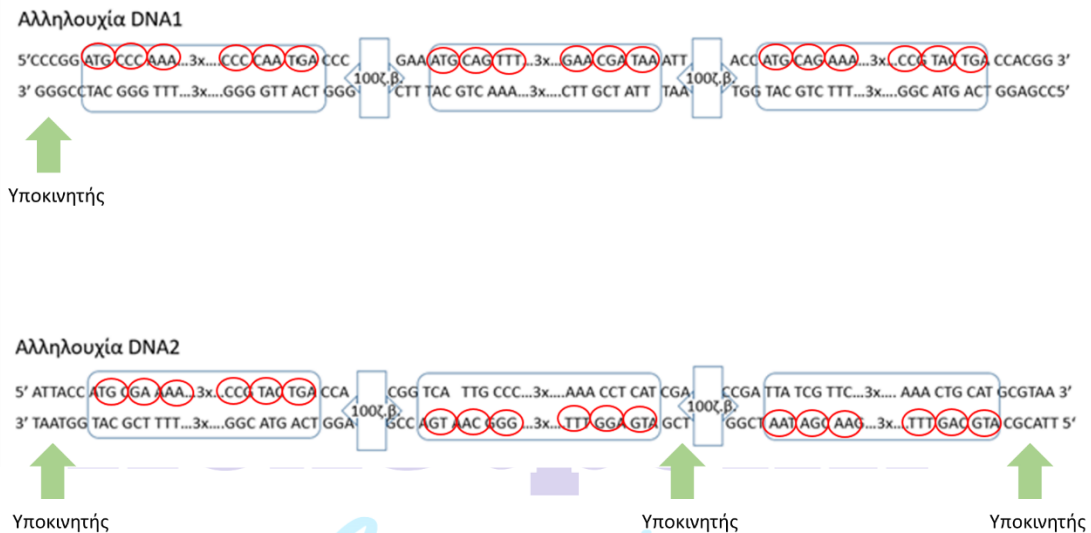 Αλληλουχία DNA1
5'CCCGG ATG CCC AAA...3x....CCC CAA TGA CCC 100ζ.β. GAA ATG CAG TTT...3x....GAA CGA TAA ATT 100ζ.β. ACC ATG CAG AAA...3x....CCG TAC TGA CCACGG 3'
3' GGGCCTACG GGG TTT...3x....GGG GTT ACT GGG CTT TAC GTC AAA...3x....CTT GCT ATT TAA TGG TAC GTC TTT...3x....GGC ATG ACT GGAGCC5'
Υποκινητής
Αλληλουχία DNA2
5' ATTACC ATG CGA AAA...3x....CCG TAC TGA CCA 100ζ.β. CGG TCA TTG CCC...3x....AAA CCT CAT CGA 100ζ.β. CCGA TTA TCG TTC...3x.... AAA CTG CAT GCGTAA 3'
3' TAATGG TAC GCT TTT...3x....GGC ATG ACT GGA GCC AGT AAC GGG...3x....TTT GGA GTA GCT GGCT AAT AGC AAG...3x....TTT GAC GTA CGCATT 5'
Υποκινητής Υποκινητής Υποκινητής